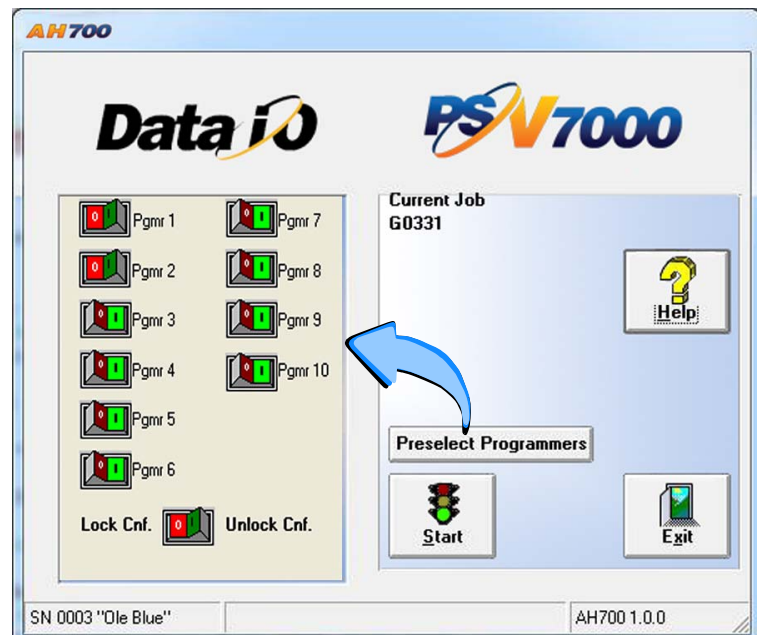 AH700
Data iO
PSV7000
Pgmr 1
Pgmr 2
Pgmr 3
Pgmr 4
Pgmr 5
Pgmr 6
Pgmr 7
Pgmr 8
Pgmr 9
Pgmr 10
Lock Cnf.
Unlock Cnf.
Current Job
G0331
Help
Preselect Programmers
Start
Exit
SN 0003 "Ole Blue"
AH700 1.0.0